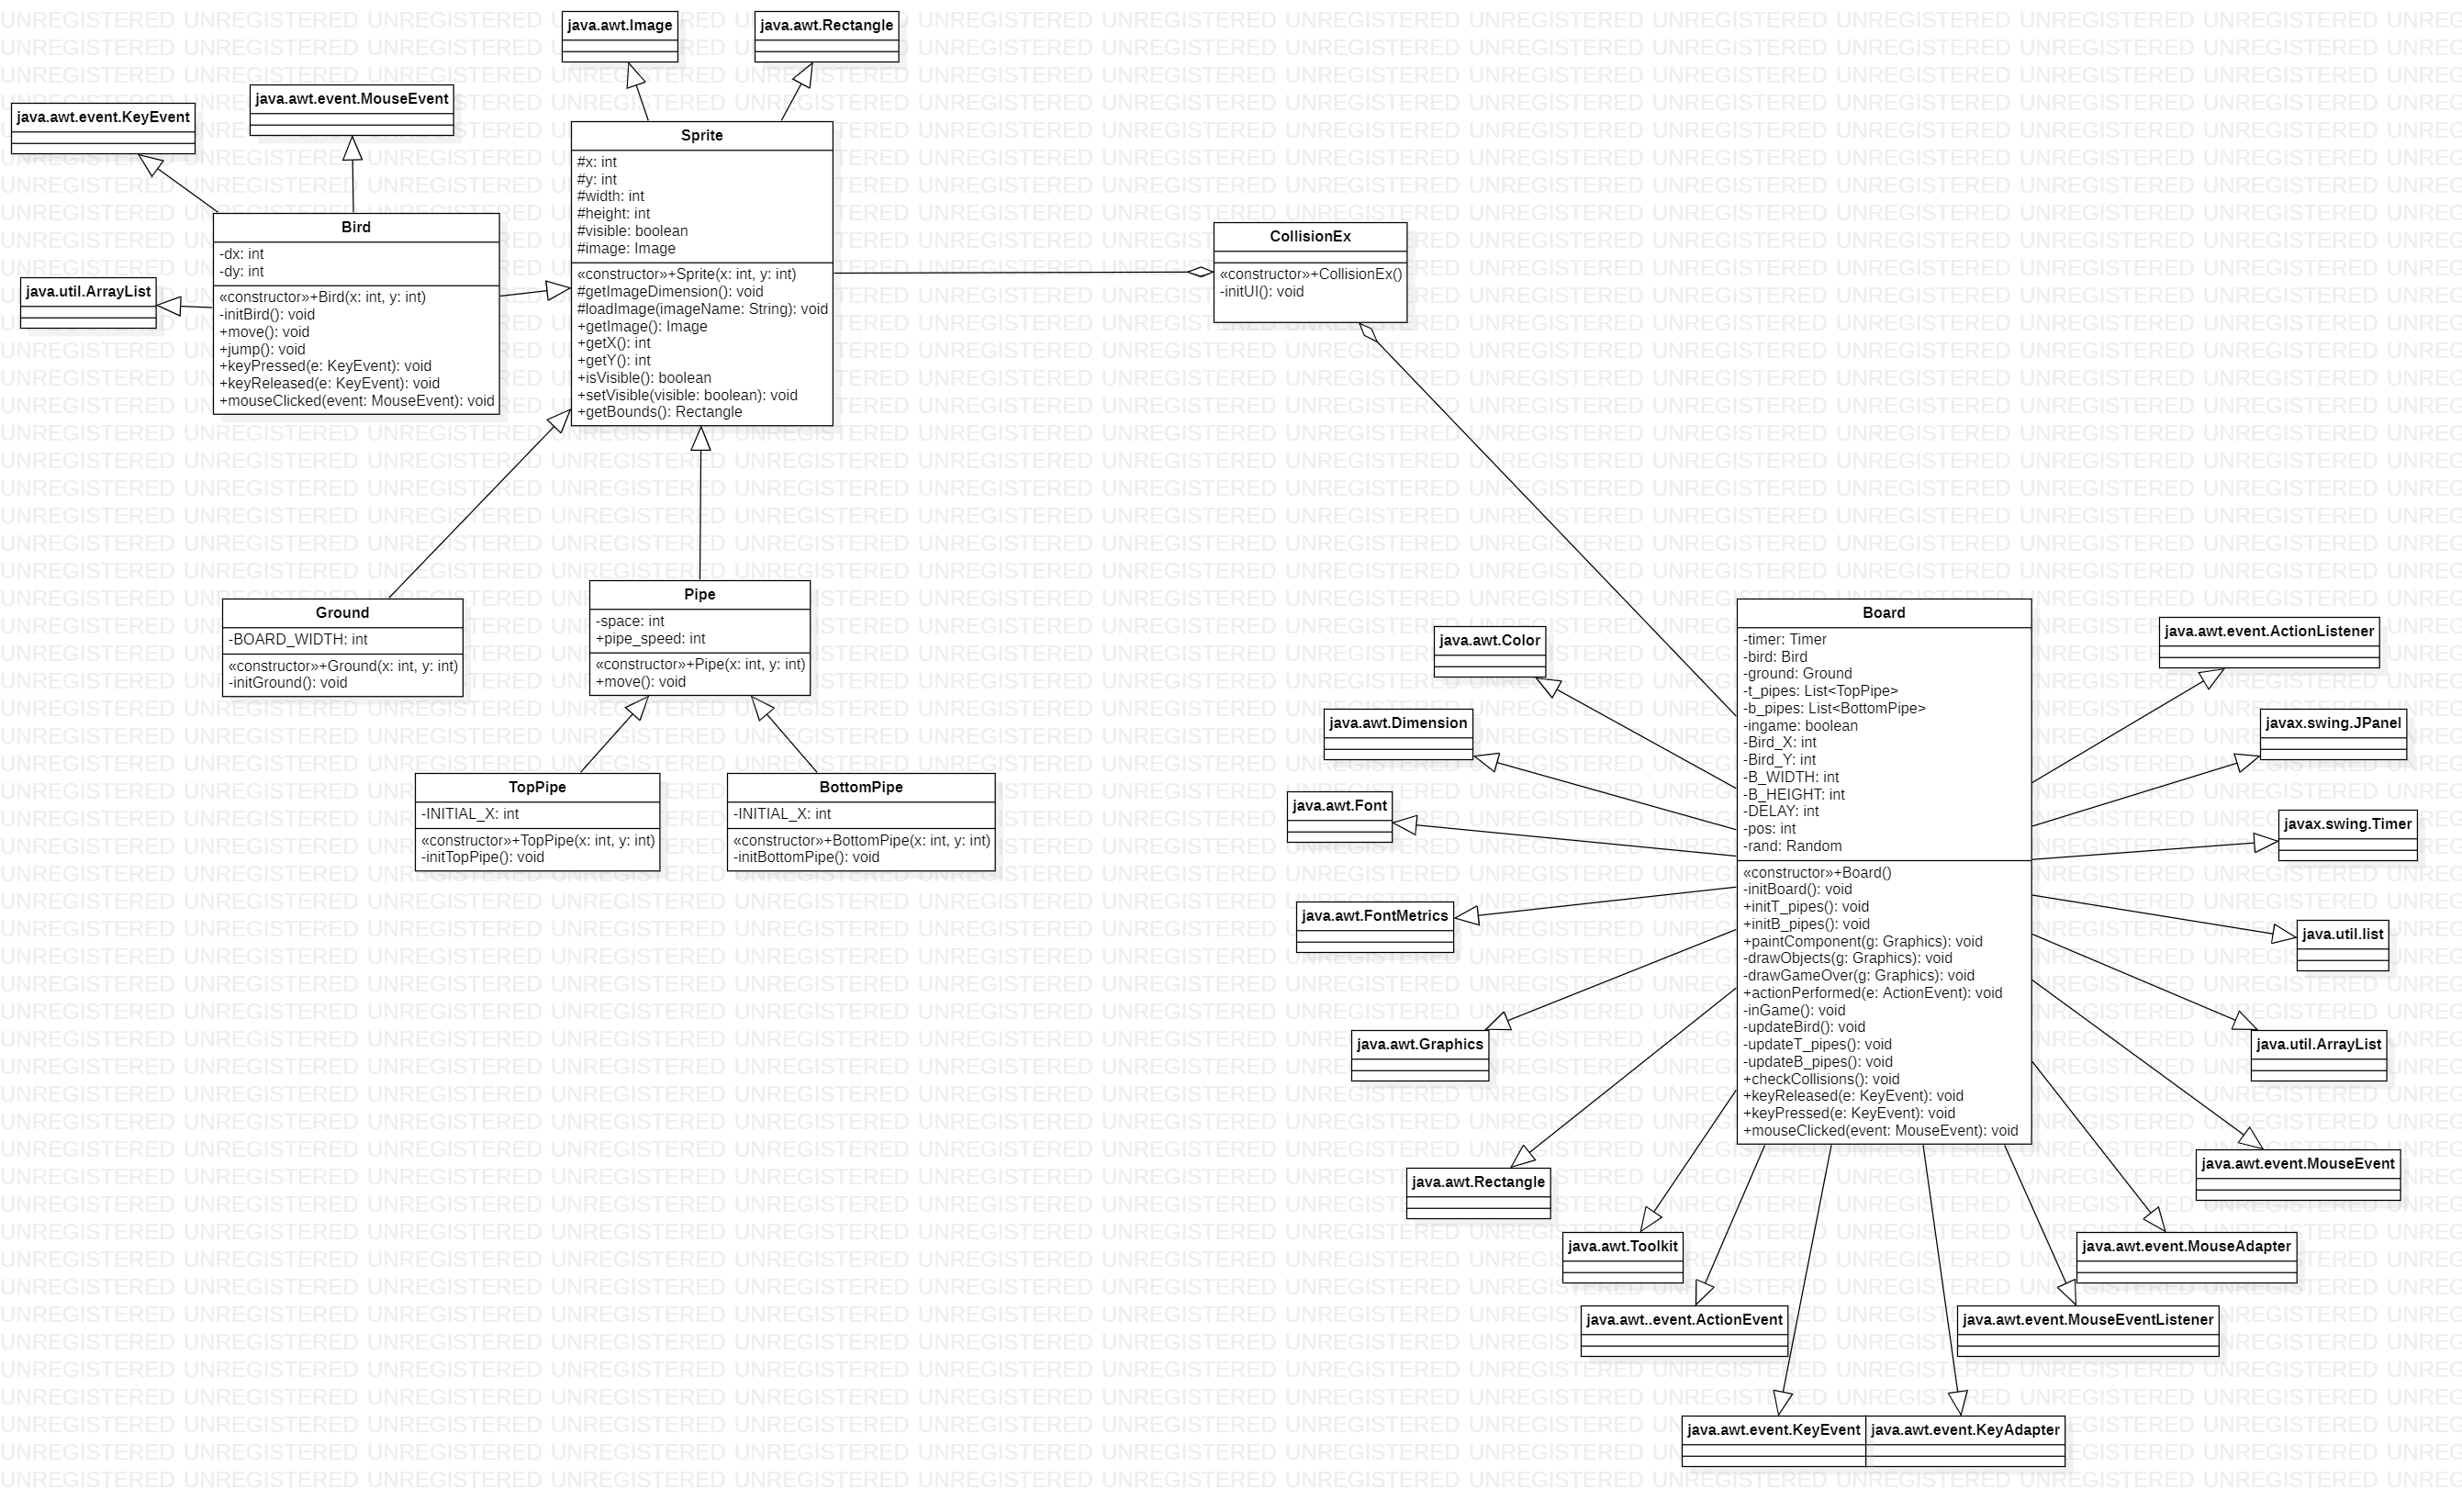 java.awt.Image
java.awt.Rectangle
java.awt.event.KeyEvent
java.awt.event.MouseEvent
java.util.ArrayList
Bird
-dx: int
-dy: int
«constructor»+Bird(x: int, y: int)
-initBird(): void
+move(): void
+jump(): void
+keyPressed(e: KeyEvent): void
+keyReleased(e: KeyEvent): void
+mouseClicked(event: MouseEvent): void
Sprite
#x: int
#y: int
#width: int
#height: int
#visible: boolean
#image: Image
«constructor»+Sprite(x: int, y: int)
#getImageDimension(): void
#loadImage(imageName: String): void
+getImage(): Image
+getX(): int
+getY(): int
+isVisible(): boolean
+setVisible(visible: boolean): void
+getBounds(): Rectangle
CollisionEx
«constructor»+CollisionEx()
-initUI(): void
Ground
-BOARD_WIDTH: int
«constructor»+Ground(x: int, y: int)
-initGround(): void
Pipe
-space: int
+pipe_speed: int
«constructor»+Pipe(x: int, y: int)
+move(): void
TopPipe
-INITIAL_X: int
«constructor»+TopPipe(x: int, y: int)
-initTopPipe(): void
BottomPipe
-INITIAL_X: int
«constructor»+BottomPipe(x: int, y: int)
-initBottomPipe(): void
Board
-timer: Timer
-bird: Bird
-ground: Ground
-t_pipes: List<TopPipe>
-b_pipes: List<BottomPipe>
-ingame: boolean
-Bird_X: int
-Bird_Y: int
-B_WIDTH: int
-B_HEIGHT: int
-DELAY: int
-pos: int
-rand: Random
«constructor»+Board()
-initBoard(): void
+initT_pipes(): void
+initB_pipes(): void
+paintComponent(g: Graphics): void
-drawObjects(g: Graphics): void
-drawGameOver(g: Graphics): void
+actionPerformed(e: ActionEvent): void
-inGame(): void
-updateBird(): void
-updateT_pipes(): void
-updateB_pipes(): void
+checkCollisions(): void
+keyReleased(e: KeyEvent): void
+keyPressed(e: KeyEvent): void
+mouseClicked(event: MouseEvent): void
java.awt.Color
java.awt.Dimension
java.awt.Font
java.awt.FontMetrics
java.awt.Graphics
java.awt.Rectangle
java.awt.Toolkit
java.awt..event.ActionEvent
java.awt.event.KeyEvent
java.awt.event.KeyAdapter
java.awt.event.MouseEventListener
java.awt.event.MouseAdapter
java.awt.event.MouseEvent
java.util.ArrayList
java.util.list
javax.swing.Timer
javax.swing.JPanel
java.awt.event.ActionListener
UNREGISTERED